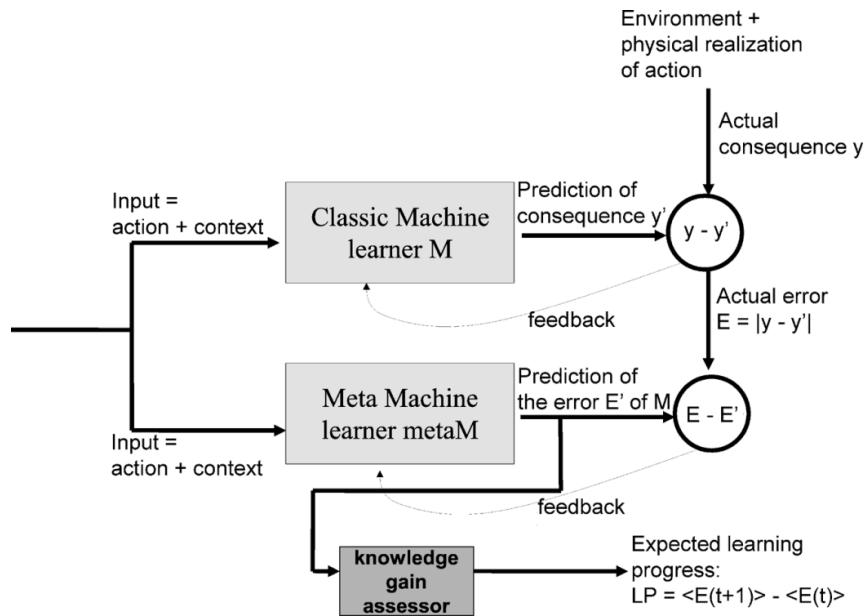 Environment +
physical realization
of action
Actual
consequence y
Input =
action + context
Classic Machine
learner M
Prediction of
consequence y'
y - y'
feedback
Actual error
E = |y - y'|
Meta Machine
learner metaM
Prediction of
the error E' of M
E - E'
Input =
action + context
feedback
knowledge
gain
assessor
Expected learning
progress:
LP = <E(t+1)> - <E(t)>